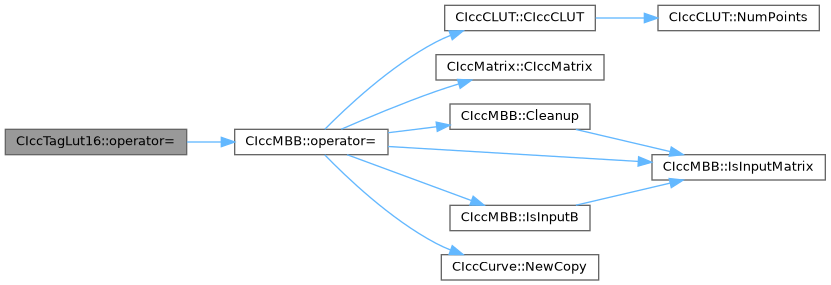 CIccTagLut16::operator=
CIccMBB::operator=
CIccCLUT::CIccCLUT
CIccCLUT::NumPoints
CIccMatrix::CIccMatrix
CIccMBB::Cleanup
CIccMBB::IsInputMatrix
CIccMBB::IsInputB
CIccCurve::NewCopy